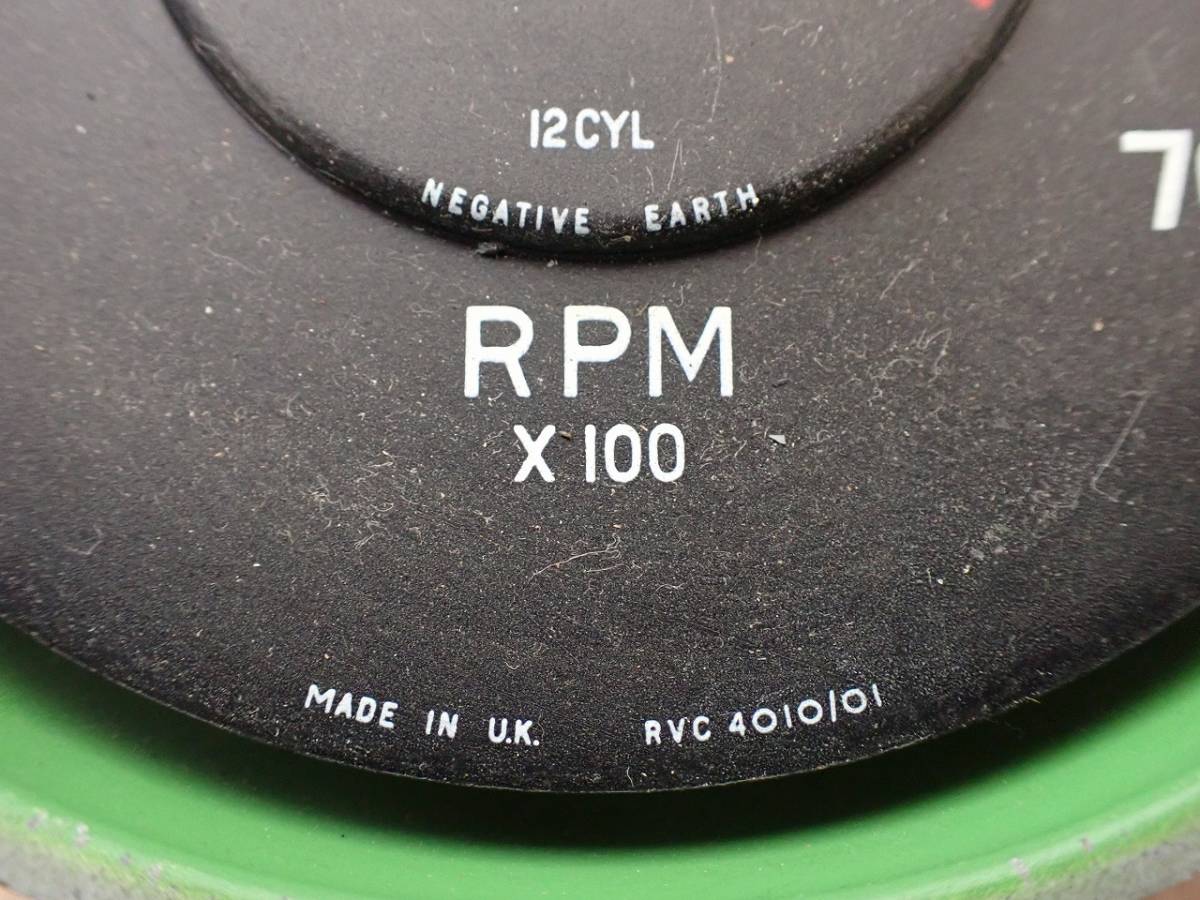 12 CYL
NEGATIVE EARTH
RPM
X 100
MADE IN U.K. RVC 4010/01